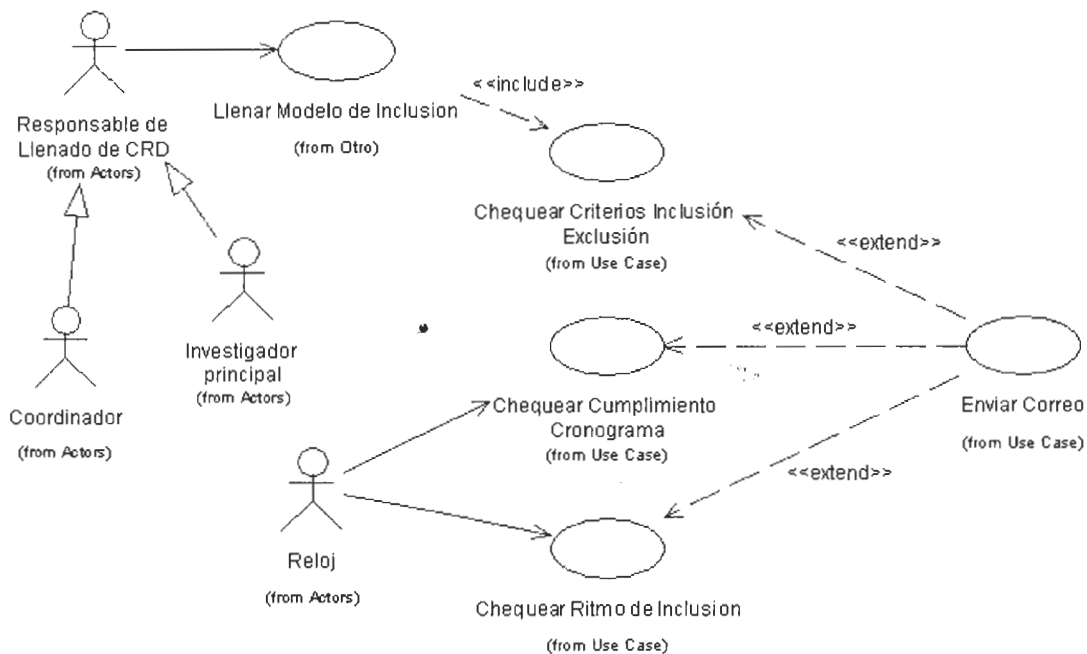 <<include>>
Llenar Modelo de Inclusion
(from Otro)
Responsable de
Llenado de CRD
(from Actors)
Chequear Criterios Inclusión
Exclusión
(from Use Case)
<<extend>>
<<extend>>
Investigador
principal
(from Actors)
Coordinador
(from Actors)
Chequear Cumplimiento
Cronograma
(from Use Case)
Enviar Correo
(from Use Case)
<<extend>>
Reloj
(from Actors)
Chequear Ritmo de Inclusion
(from Use Case)